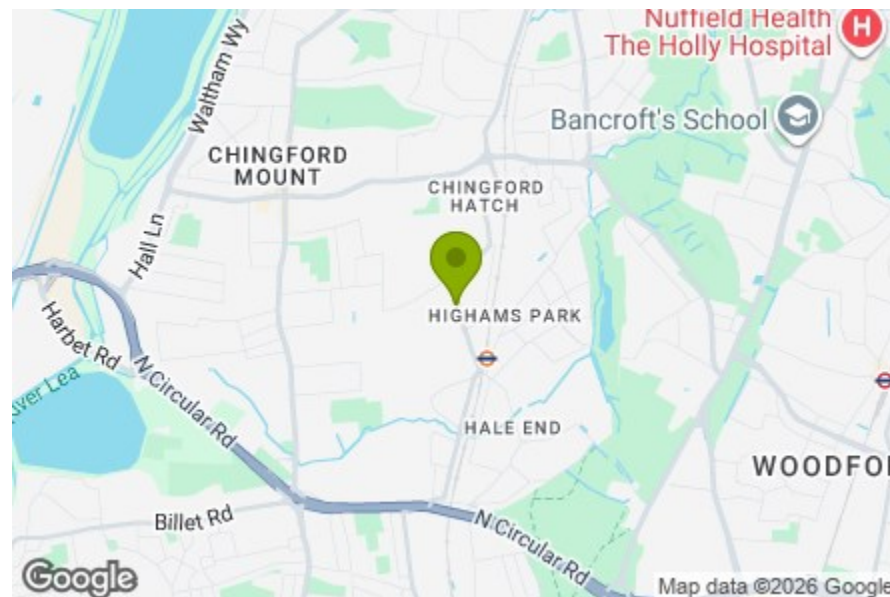 Nuffield Health
The Holly Hospital
H
Waltham Wy
Bancroft's School
CHINGFORD
MOUNT
CHINGFORD
HATCH
Hall Ln
HIGHAMS PARK
Harbet Rd
N Circular Rd
River Lea
HALE END
WOODFO
Billet Rd
N Circular Rd
Google
Map data ©2026 Google